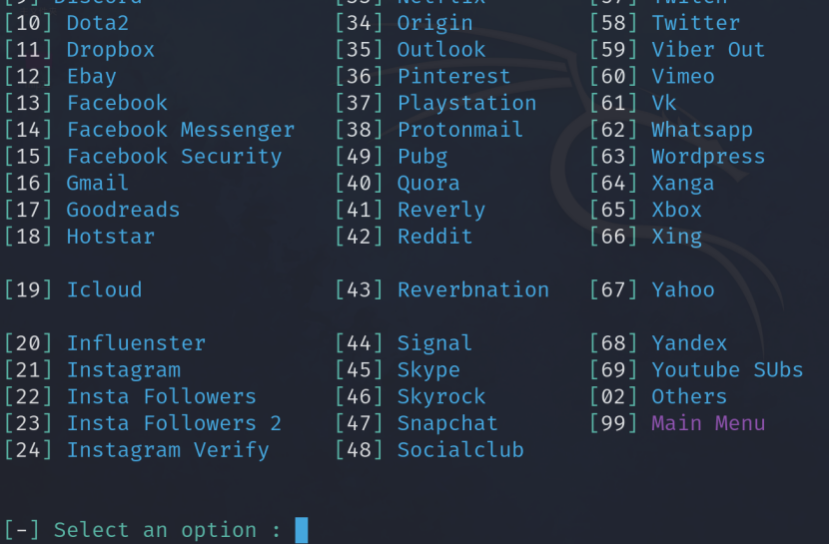 [9] Discord [33] Netflix [57] Twitch
[10] Dota2 [34] Origin [58] Twitter
[11] Dropbox [35] Outlook [59] Viber Out
[12] Ebay [36] Pinterest [60] Vimeo
[13] Facebook [37] Playstation [61] Vk
[14] Facebook Messenger [38] Protonmail [62] Whatsapp
[15] Facebook Security [49] Pubg [63] Wordpress
[16] Gmail [40] Quora [64] Xanga
[17] Goodreads [41] Reverly [65] Xbox
[18] Hotstar [42] Reddit [66] Xing
[19] Icloud [43] Reverbnation [67] Yahoo
[20] Influenster [44] Signal [68] Yandex
[21] Instagram [45] Skype [69] Youtube SUbs
[22] Insta Followers [46] Skyrock [02] Others
[23] Insta Followers 2 [47] Snapchat [99] Main Menu
[24] Instagram Verify [48] Socialclub
[-] Select an option :